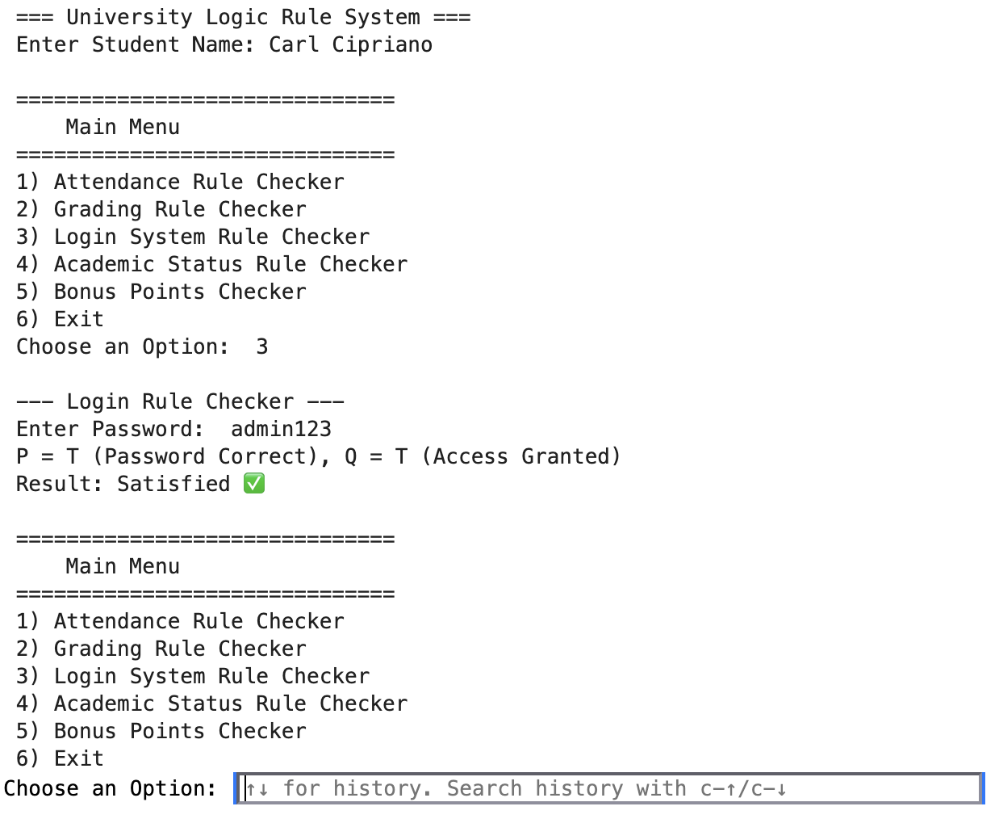 === University Logic Rule System ===
Enter Student Name: Carl Cipriano
==============================
Main Menu
==============================
1) Attendance Rule Checker
2) Grading Rule Checker
3) Login System Rule Checker
4) Academic Status Rule Checker
5) Bonus Points Checker
6) Exit
Choose an Option:  3
--- Login Rule Checker ---
Enter Password:  admin123
P = T (Password Correct), Q = T (Access Granted)
Result: Satisfied ✅
==============================
Main Menu
==============================
1) Attendance Rule Checker
2) Grading Rule Checker
3) Login System Rule Checker
4) Academic Status Rule Checker
5) Bonus Points Checker
6) Exit
Choose an Option: ↑↓ for history. Search history with c-↑/c-↓